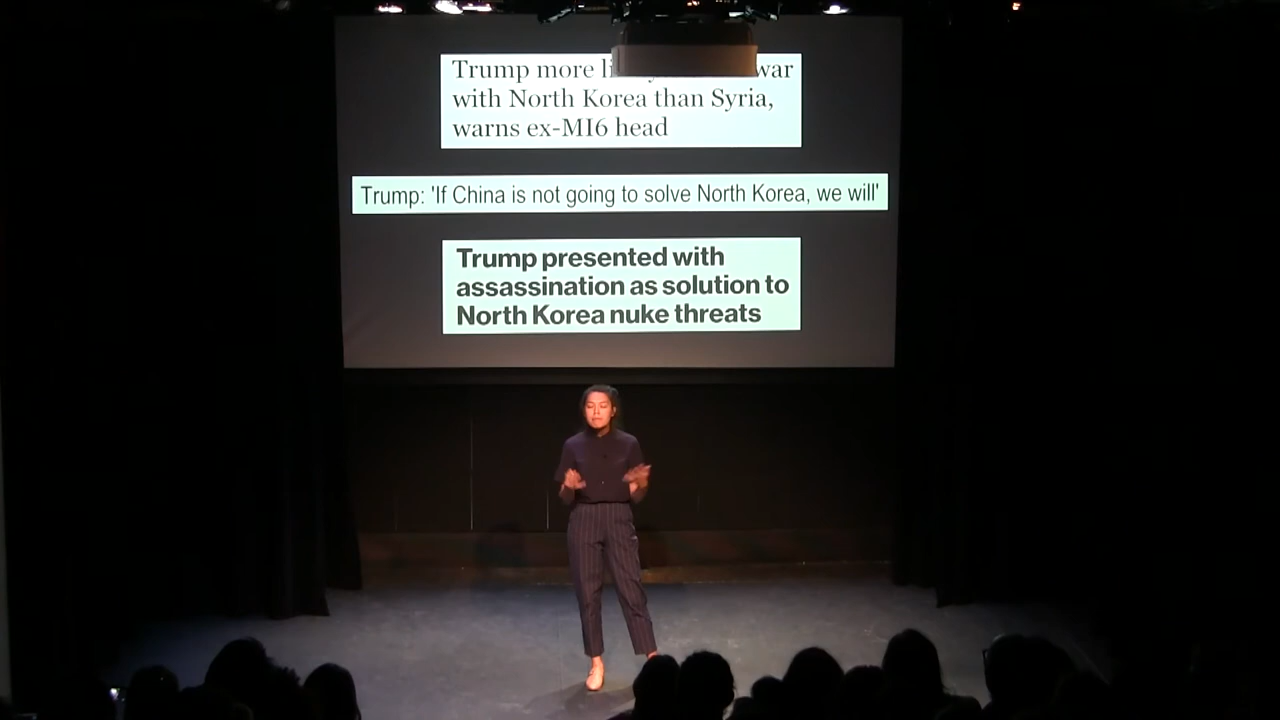 Trump more war
with North Korea than Syria,
warns ex-MI6 head
Trump: 'If China is not going to solve North Korea, we will'
Trump presented with
assassination as solution to
North Korea nuke threats